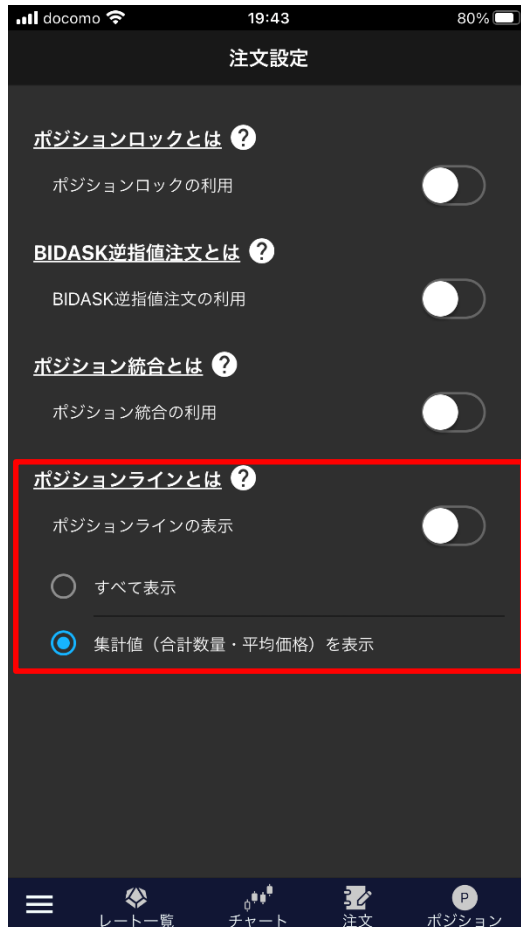 docomo 19:43 80%
注文設定
ポジションロックとは ?
ポジションロックの利用
BIDASK逆指値注文とは ?
BIDASK逆指値注文の利用
ポジション統合とは ?
ポジション統合の利用
ポジションラインとは ?
ポジションラインの表示
すべて表示
集計値（合計数量・平均価格）を表示
P
レート一覧 チャート 注文 ポジション